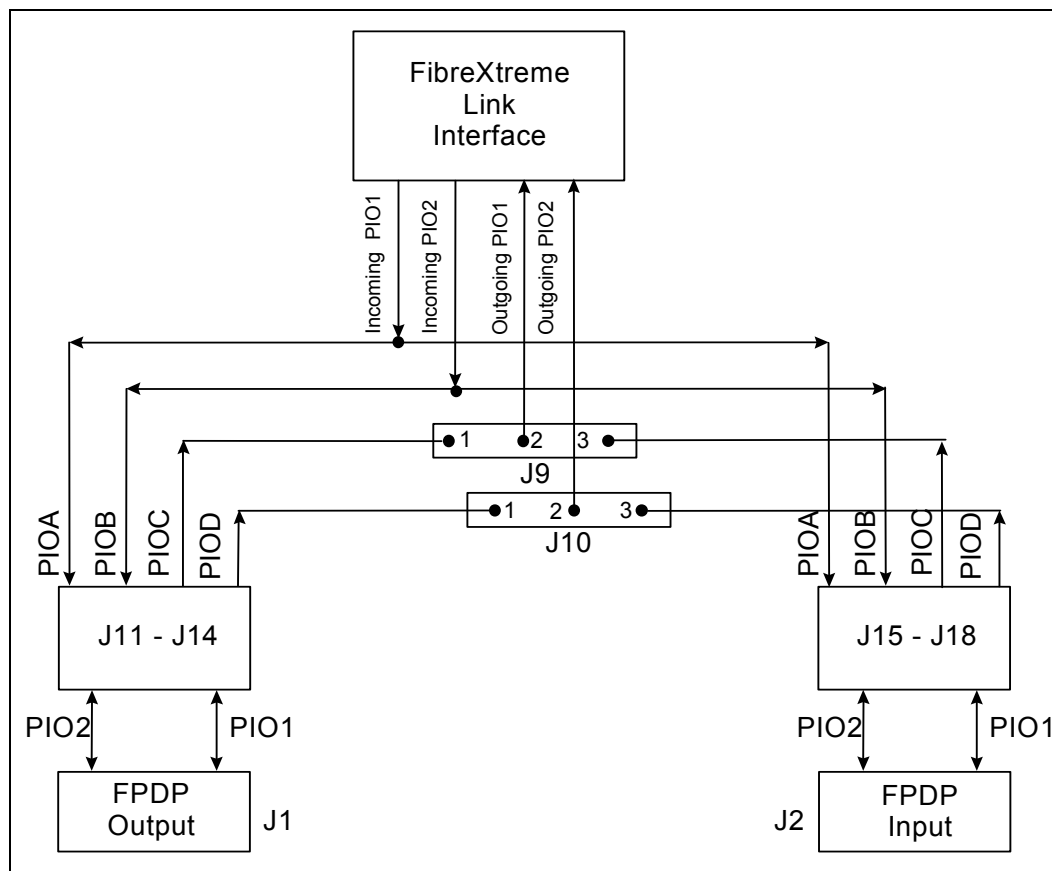 FibreXtreme
Link
Interface
Incoming PIO1
Incoming PIO2
Outgoing PIO1
Outgoing PIO2
1 2 3
J9
1 2 3
J10
PIOA
PIOB
PIOC
PIOD
PIOA
PIOB
PIOC
PIOD
J11 - J14
J15 - J18
PIO2 PIO1
PIO2 PIO1
FPDP
Output
J1
J2
FPDP
Input